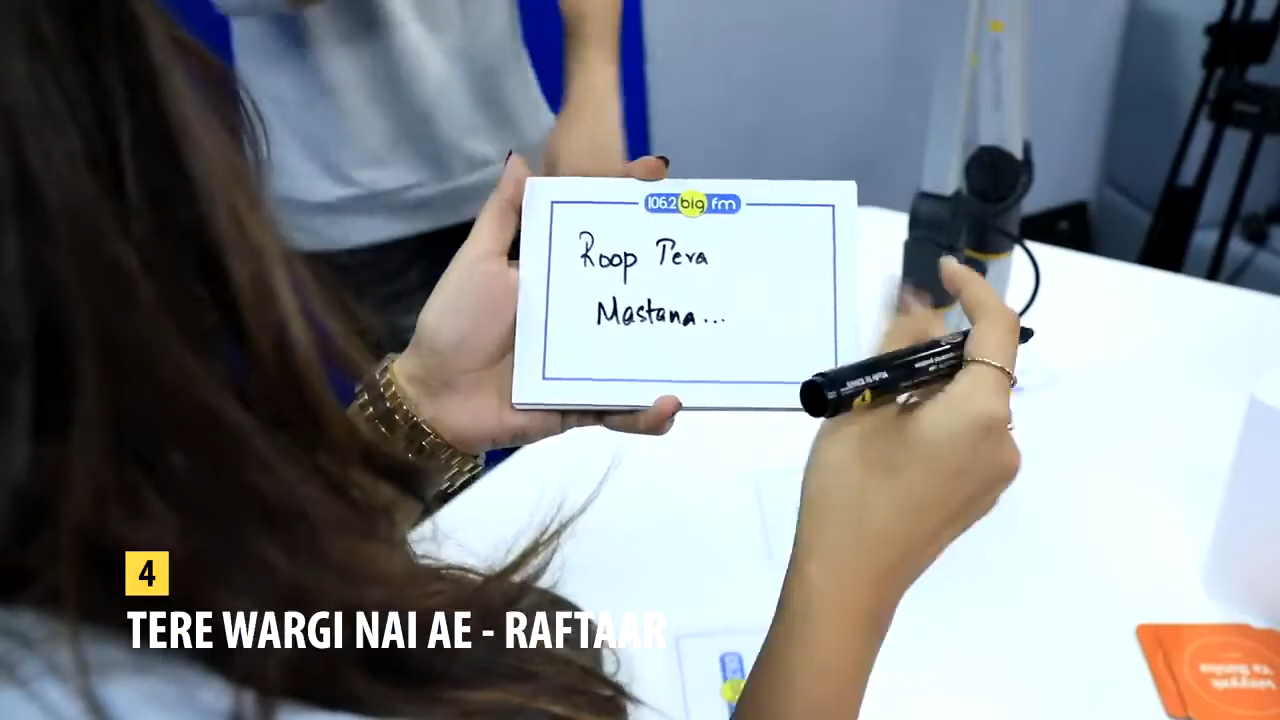 106.2 big fm
Roop Tera
Mastana...
4
TERE WARGI NAI AE - RAFTAAR